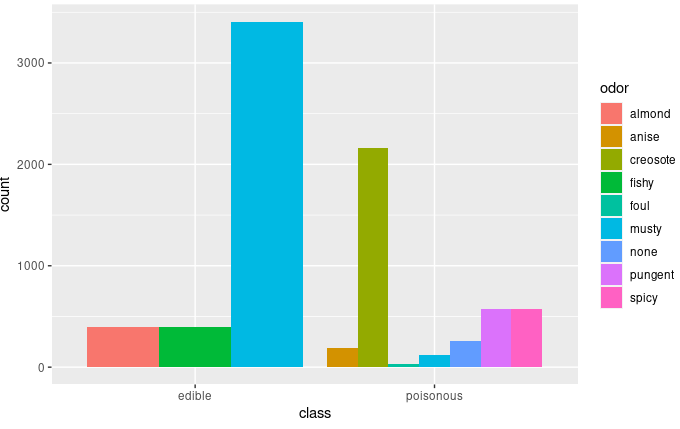 3000
2000
1000
0
count
edible
poisonous
class
odor
almond
anise
creosote
fishy
foul
musty
none
pungent
spicy